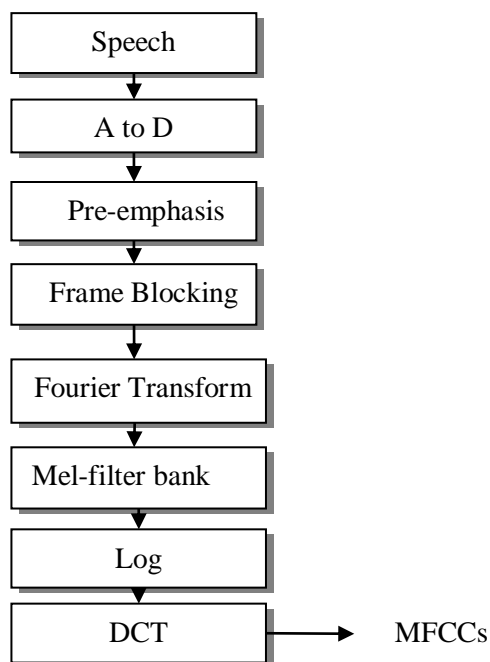 Speech
A to D
Pre-emphasis
Frame Blocking
Fourier Transform
Mel-filter bank
Log
DCT
MFCCs